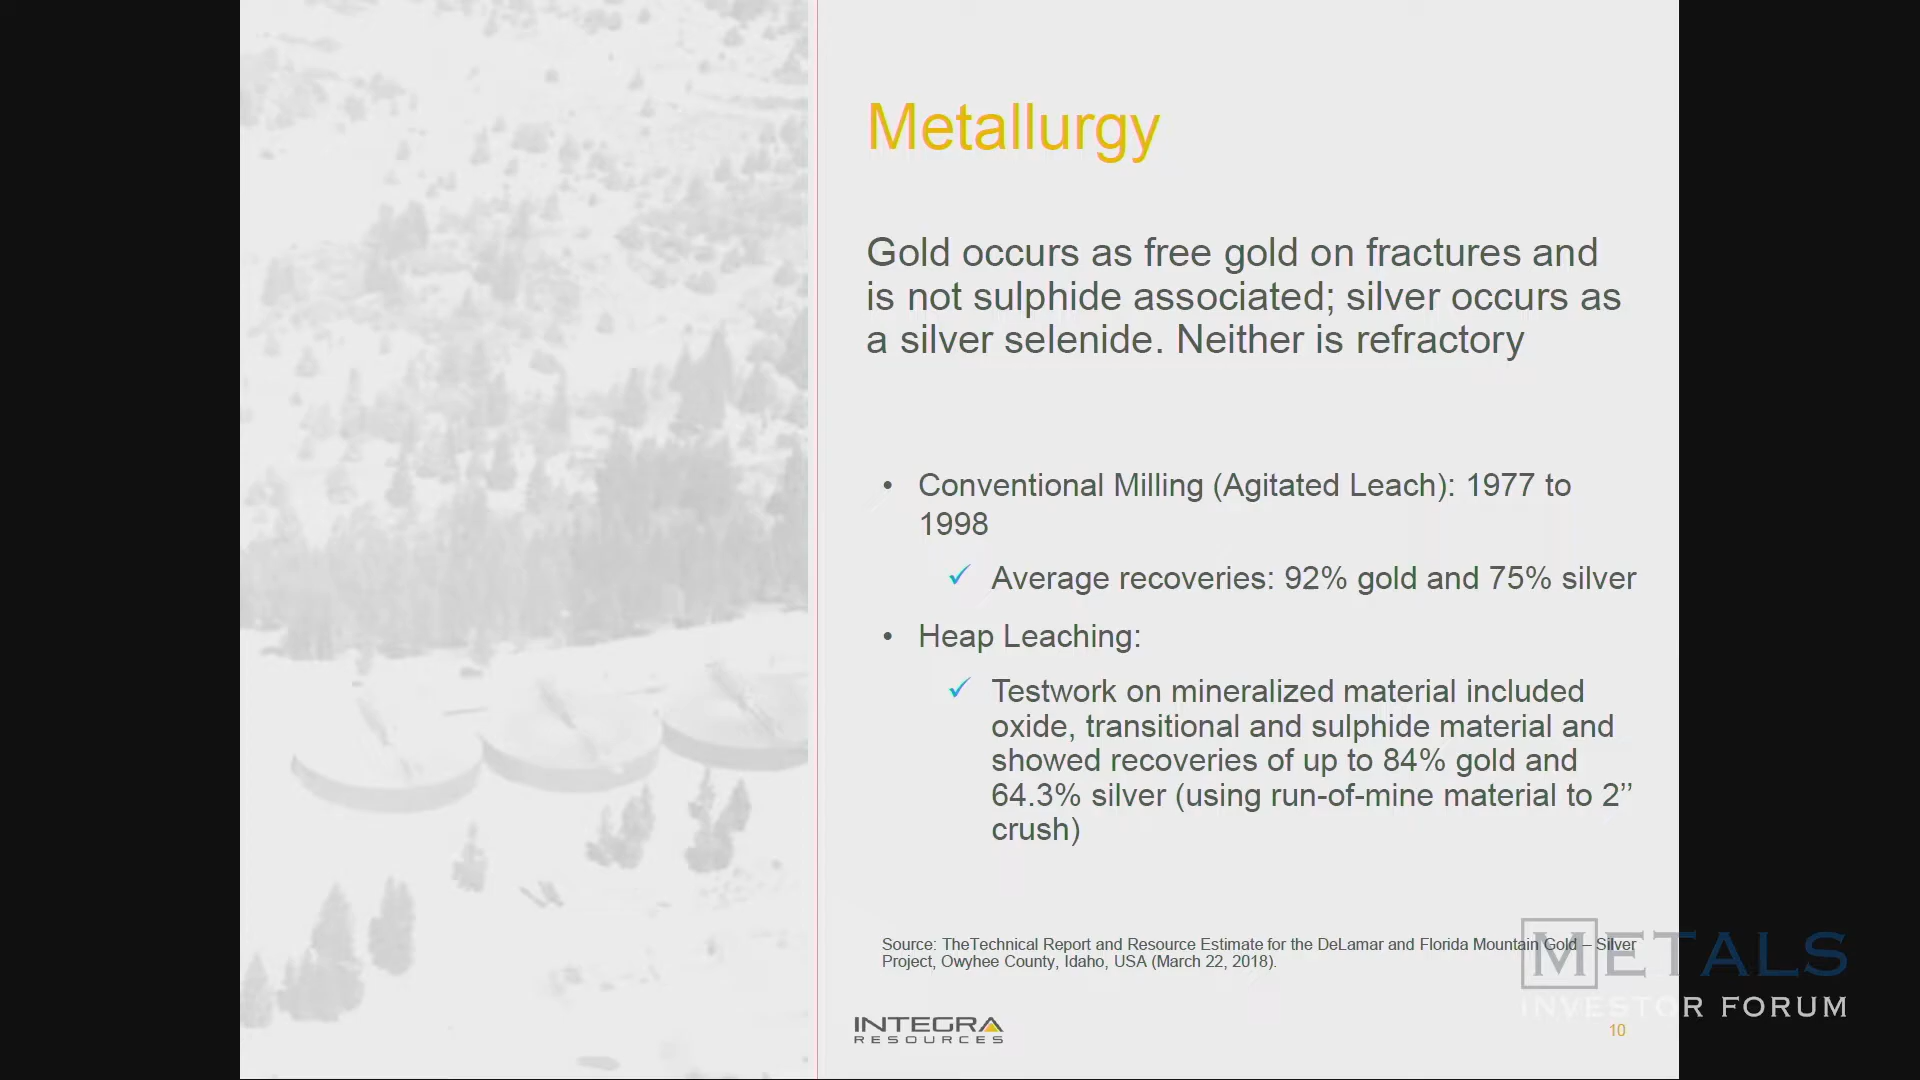 Metallurgy
Gold occurs as free gold on fractures and
is not sulphide associated; silver occurs as
a silver selenide. Neither is refractory
• Conventional Milling (Agitated Leach): 1977 to
1998
✓ Average recoveries: 92% gold and 75% silver
• Heap Leaching:
✓ Testwork on mineralized material included
oxide, transitional and sulphide material and
showed recoveries of up to 84% gold and
64.3% silver (using run-of-mine material to 2’’
crush)
Source: TheTechnical Report and Resource Estimate for the DeLamar and Florida Mountain Gold – Silver
Project, Owyhee County, Idaho, USA (March 22, 2018).
METALS
INVESTOR FORUM
INTEGRA
RESOURCES
10